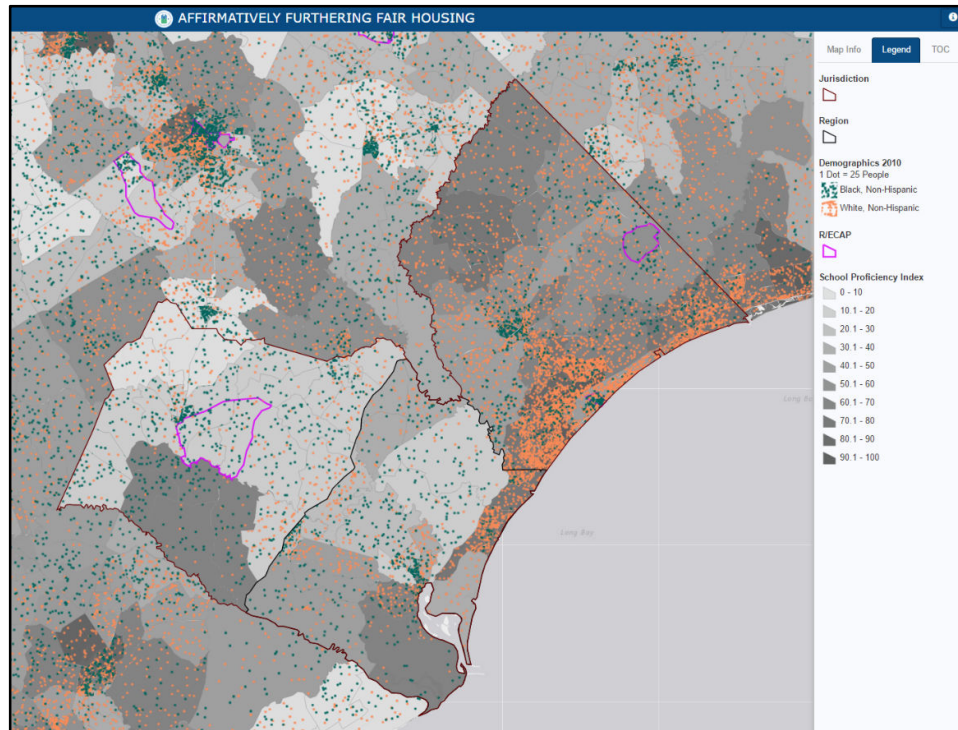 AFFIRMATIVELY FURTHERING FAIR HOUSING
Map Info Legend TOC
Jurisdiction
Region
Demographics 2010
1 Dot = 25 People
Black, Non-Hispanic
White, Non-Hispanic
R/ECAP
School Proficiency Index
0 - 10
10.1 - 20
20.1 - 30
30.1 - 40
40.1 - 50
50.1 - 60
60.1 - 70
70.1 - 80
80.1 - 90
90.1 - 100
Long
Long Bay